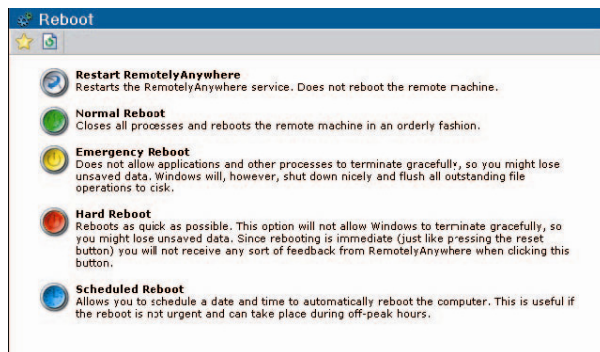 Reboot
Restart RemotelyAnywhere
Restarts the RemotelyAnywhere service. Does not reboot the remote machine.
Normal Reboot
Closes all processes and reboots the remote machine in an orderly fashion.
Emergency Reboot
Does not allow applications and other processes to terminate gracefully, so you might lose
unsaved data. Windows will, however, shut down nicely and flush all outstanding file
operations to disk.
Hard Reboot
Reboots as quick as possible. This option will not allow Windows to terminate gracefully, so
you might lose unsaved data. Since rebooting is immediate (just like pressing the reset
button) you will not receive any sort of feedback from RemotelyAnywhere when clicking this
button.
Scheduled Reboot
Allows you to schedule a date and time to automatically reboot the computer. This is useful if
the reboot is not urgent and can take place during off-peak hours.